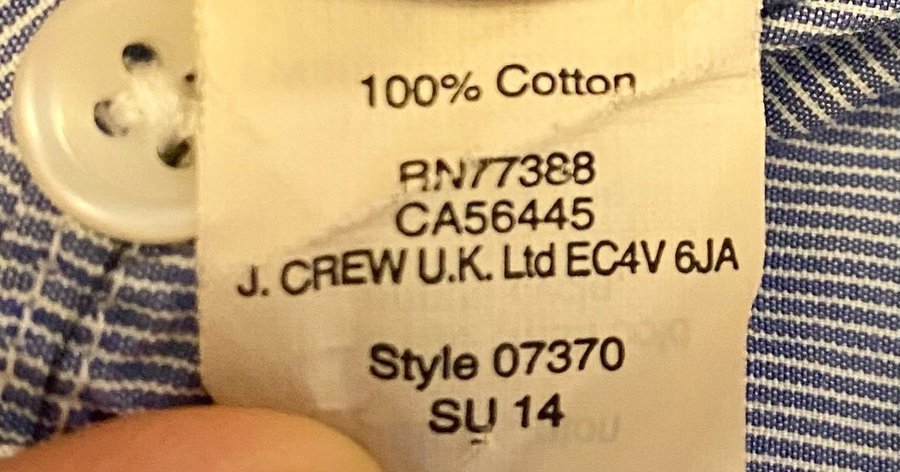 100% Cotton
RN77388
CA56445
J. CREW U.K. Ltd EC4V 6JA
Style 07370
SU 14